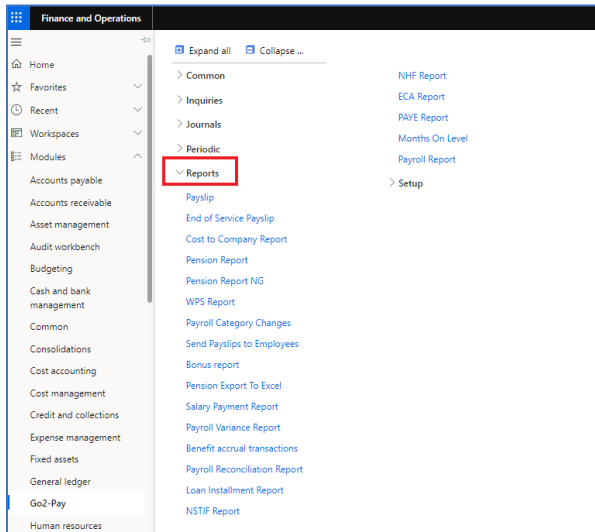 Finance and Operations
Home
Favorites
Recent
Workspaces
Modules
Accounts payable
Accounts receivable
Asset management
Audit workbench
Budgeting
Cash and bank
management
Common
Consolidations
Cost accounting
Cost management
Credit and collections
Expense management
Fixed assets
General ledger
Go2-Pay
Human resources
Expand all
Collapse ...
Common
Inquiries
Journals
Periodic
Reports
Payslip
End of Service Payslip
Cost to Company Report
Pension Report
Pension Report NG
WPS Report
Payroll Category Changes
Send Payslips to Employees
Bonus report
Pension Export To Excel
Salary Payment Report
Payroll Variance Report
Benefit accrual transactions
Payroll Reconciliation Report
Loan Installment Report
NSTIF Report
NHF Report
ECA Report
PAYE Report
Months On Level
Payroll Report
Setup